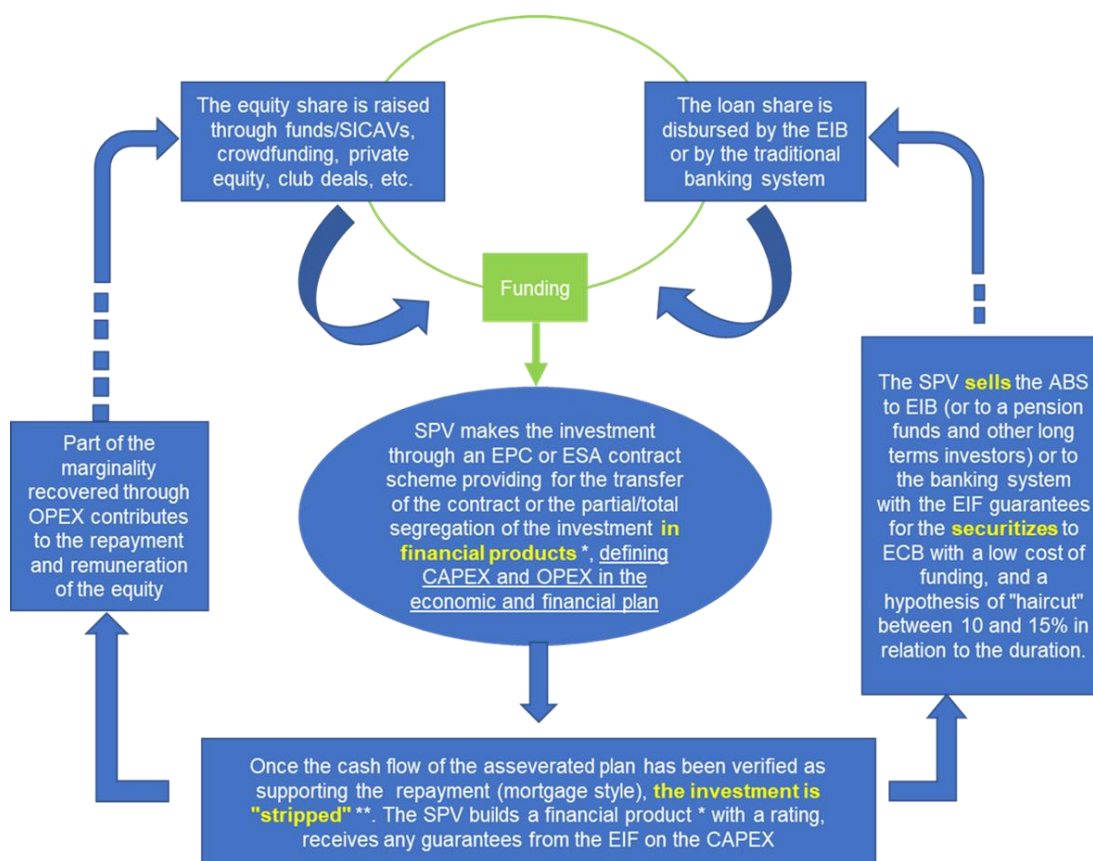 The equity share is raised
through funds/SICAVs,
crowdfunding, private
equity, club deals, etc.
The loan share is
disbursed by the EIB
or by the traditional
banking system
Funding
SPV makes the investment
through an EPC or ESA contract
scheme providing for the transfer
of the contract or the partial/total
segregation of the investment in
financial products *, defining
CAPEX and OPEX in the
economic and financial plan
Part of the
marginality
recovered through
OPEX contributes
to the repayment
and remuneration
of the equity
The SPV sells the ABS
to EIB (or to a pension
funds and other long
terms investors) or to
the banking system
with the EIF guarantees
for the securitizes to
ECB with a low cost of
funding, and a
hypothesis of "haircut"
between 10 and 15% in
relation to the duration.
Once the cash flow of the asseverated plan has been verified as
supporting the repayment (mortgage style), the investment is
"stripped" **. The SPV builds a financial product * with a rating,
receives any guarantees from the EIF on the CAPEX